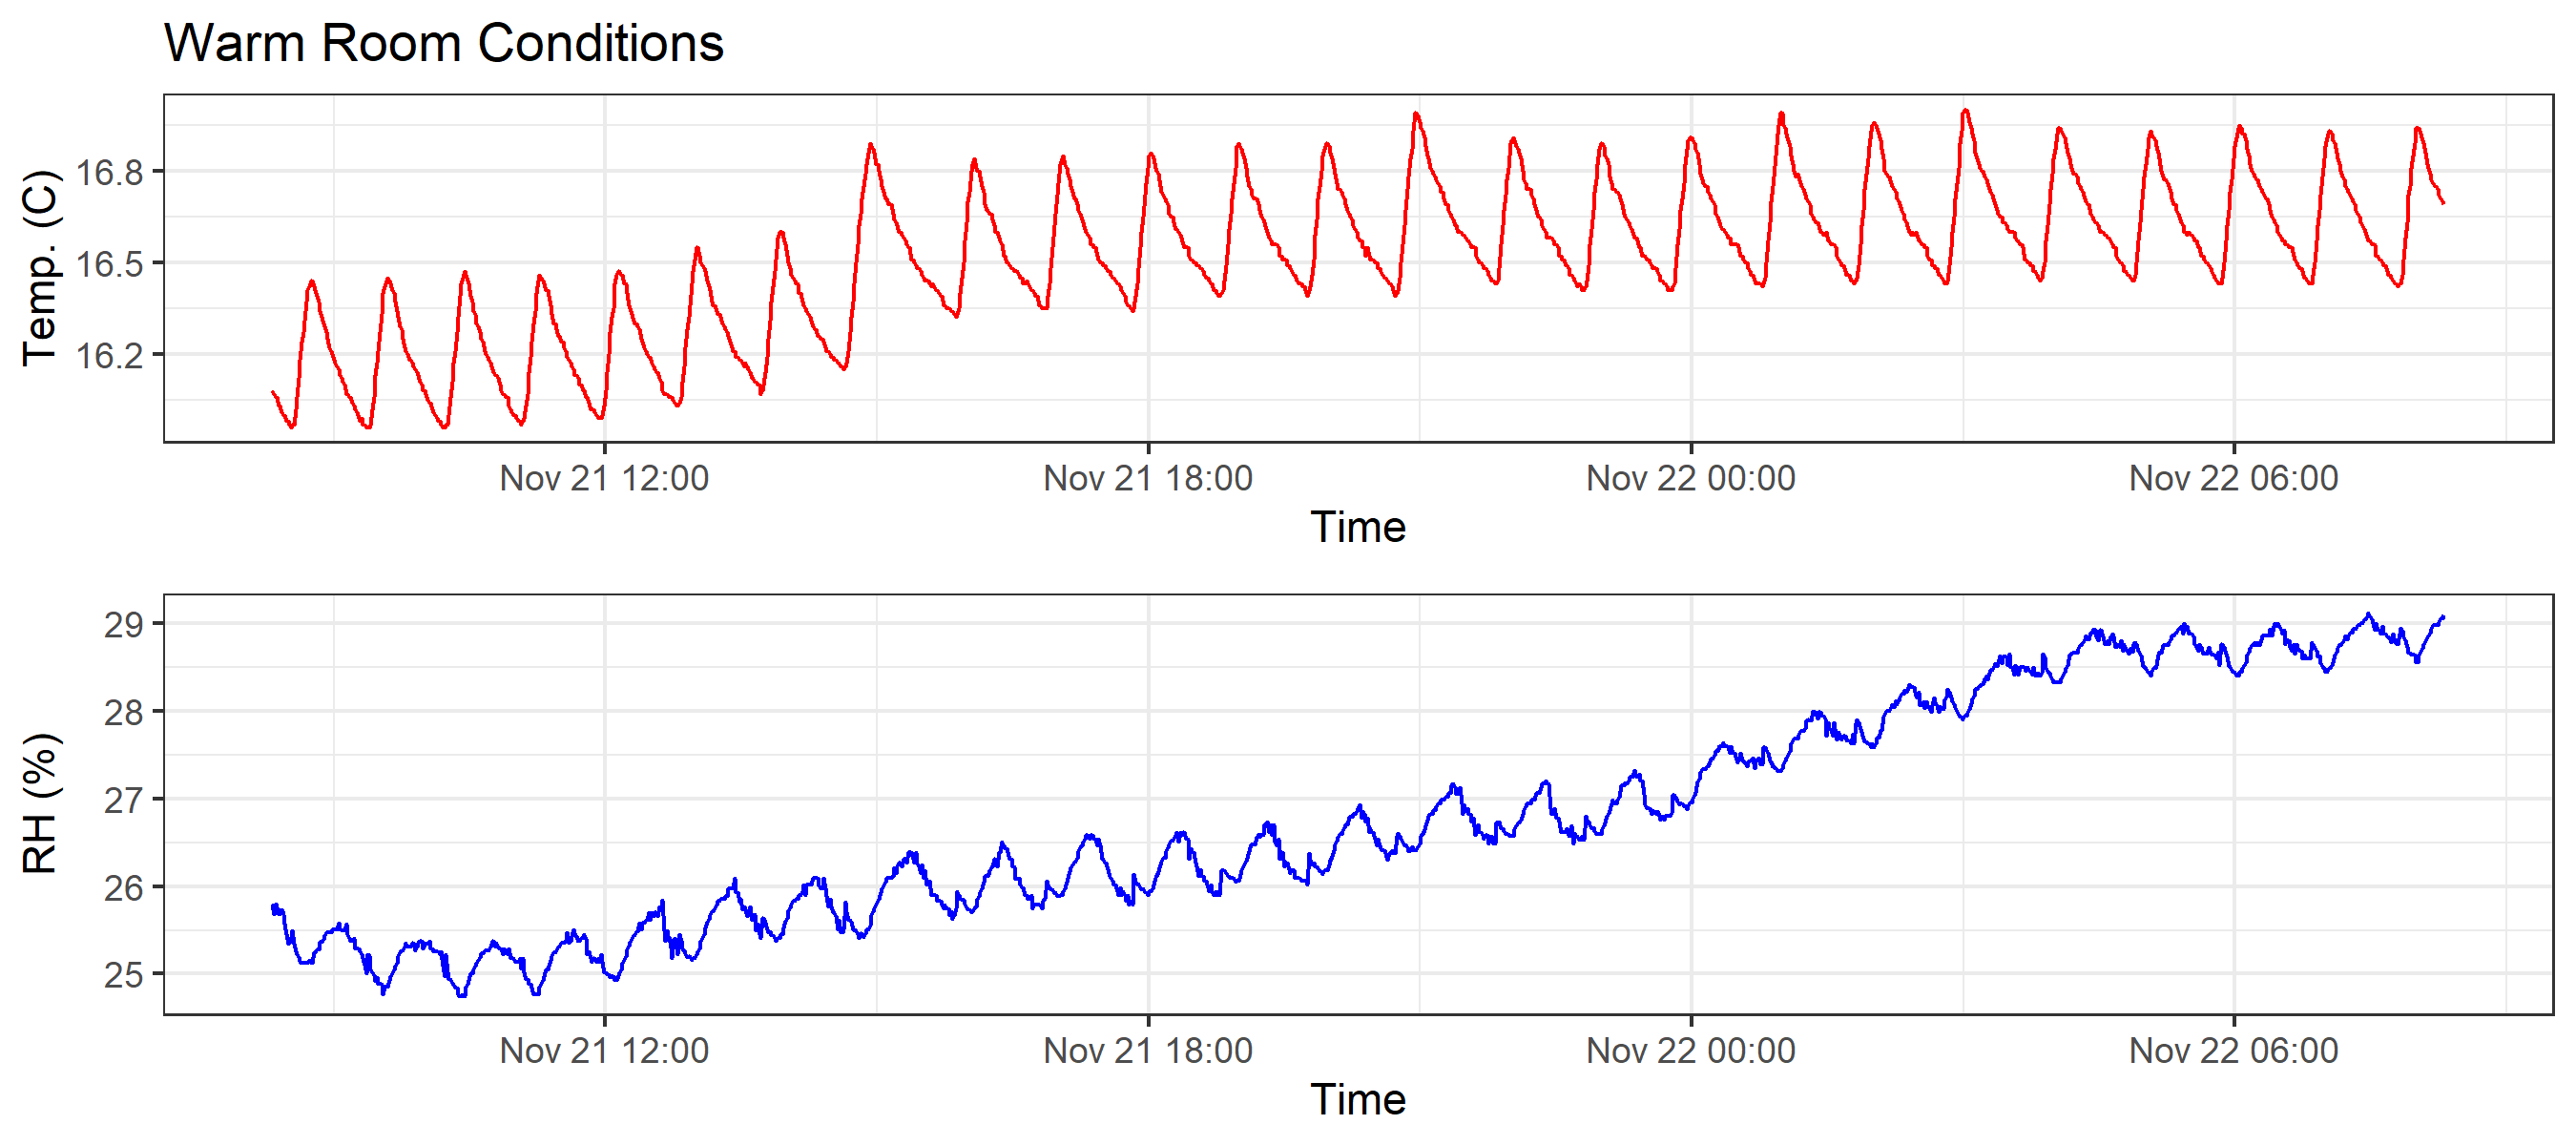 Warm Room Conditions
Temp. (C)
16.8
16.5
16.2
Nov 21 12:00 Nov 21 18:00 Nov 22 00:00 Nov 22 06:00
Time
RH (%)
29
28
27
26
25
Nov 21 12:00 Nov 21 18:00 Nov 22 00:00 Nov 22 06:00
Time